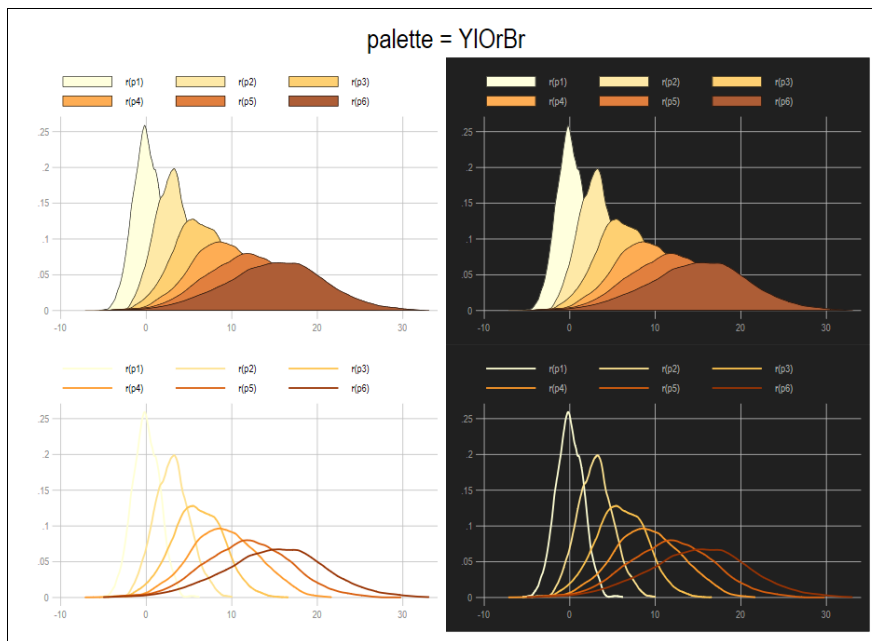 palette = YlOrBr
r(p1) r(p2) r(p3)
r(p4) r(p5) r(p6)
.25
.2
.15
.1
.05
0
-10 0 10 20 30
r(p1) r(p2) r(p3)
r(p4) r(p5) r(p6)
.25
.2
.15
.1
.05
0
-10 0 10 20 30
r(p1) r(p2) r(p3)
r(p4) r(p5) r(p6)
.25
.2
.15
.1
.05
0
-10 0 10 20 30
r(p1) r(p2) r(p3)
r(p4) r(p5) r(p6)
.25
.2
.15
.1
.05
0
-10 0 10 20 30